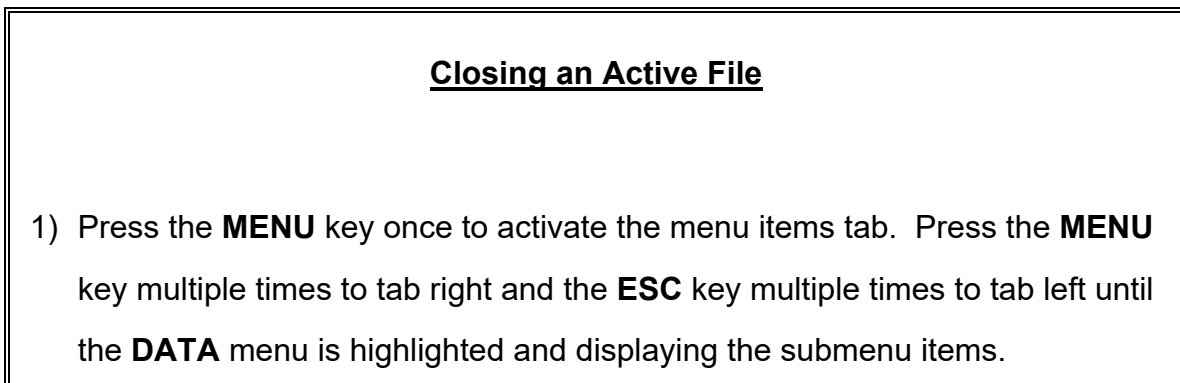 Closing an Active File
1) Press the MENU key once to activate the menu items tab.  Press the MENU
key multiple times to tab right and the ESC key multiple times to tab left until
the DATA menu is highlighted and displaying the submenu items.